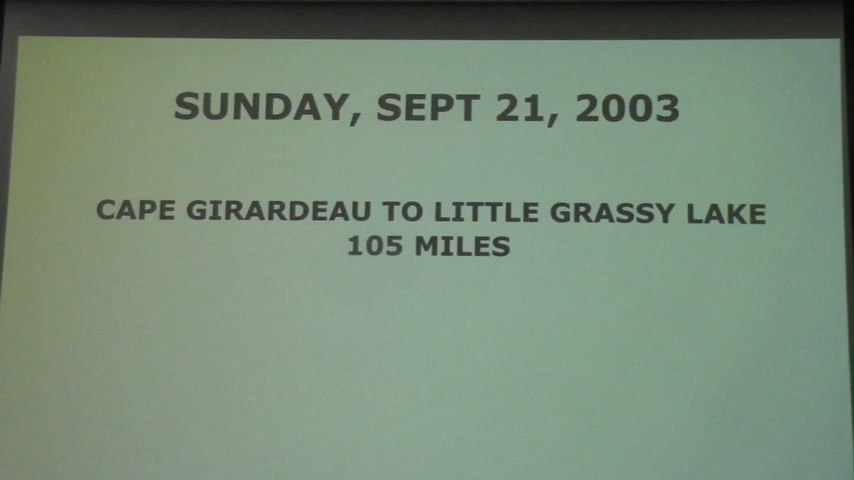 SUNDAY, SEPT 21, 2003
CAPE GIRARDEAU TO LITTLE GRASSY LAKE
105 MILES